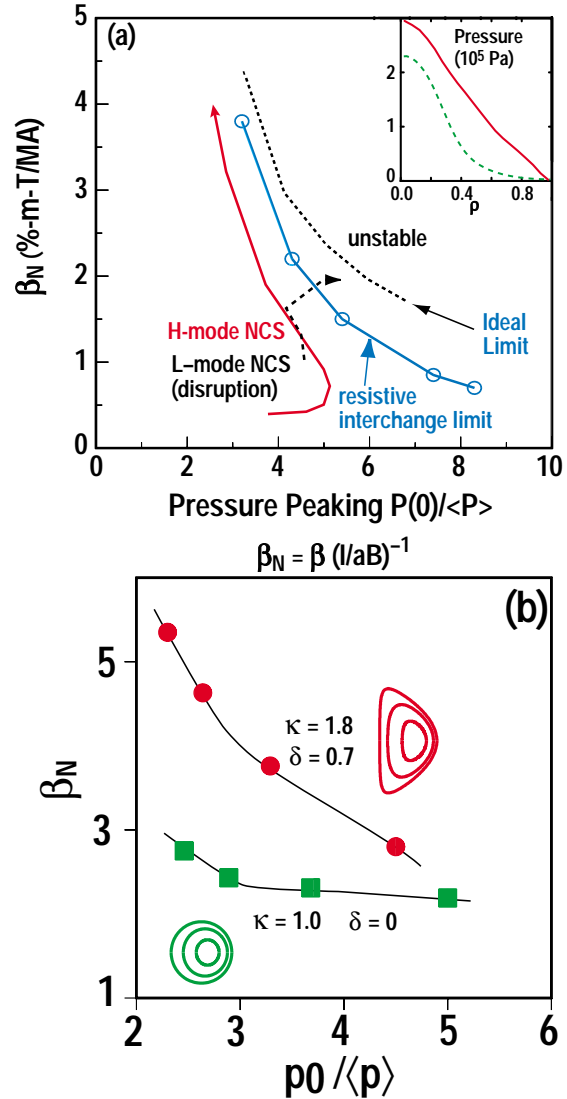 (a)
5
4
3
2
1
0
β_N (%-m-T/MA)
Pressure
(10⁵ Pa)
2
1
0
0.0 0.4 0.8
ρ
unstable
Ideal
Limit
H-mode NCS
L–mode NCS
(disruption)
resistive
interchange limit
0 2 4 6 8 10
Pressure Peaking P(0)/<P>
β_N = β (I/aB)⁻¹
(b)
5
3
1
β_N
κ = 1.8
δ = 0.7
κ = 1.0 δ = 0
2 3 4 5 6
p0 /⟨p⟩